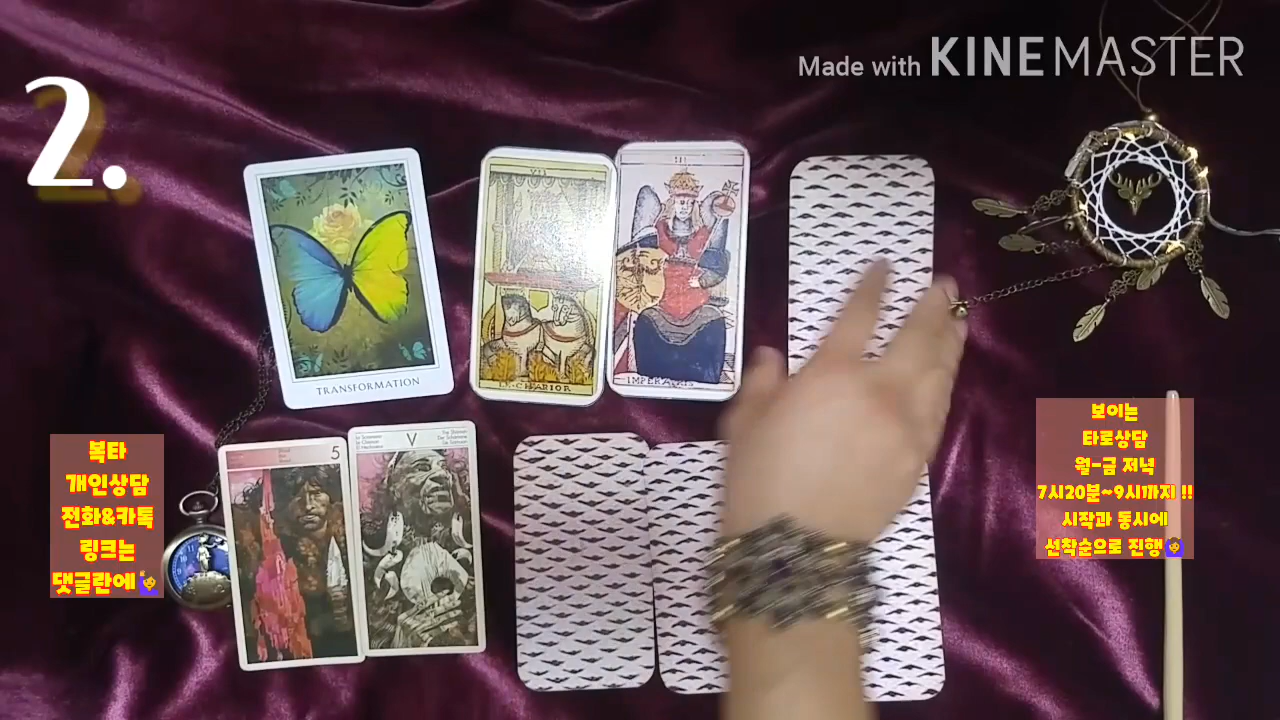 Made with KINEMASTER
2.
TRANSFORMATION
VII
III
5
V
복타
개인상담
전화&카톡
링크는
댓글란에🙋‍♀️
보이는
타로상담
월-금 저녁
7시20분~9시까지 !!
시작과 동시에
선착순으로 진행🙆‍♀️